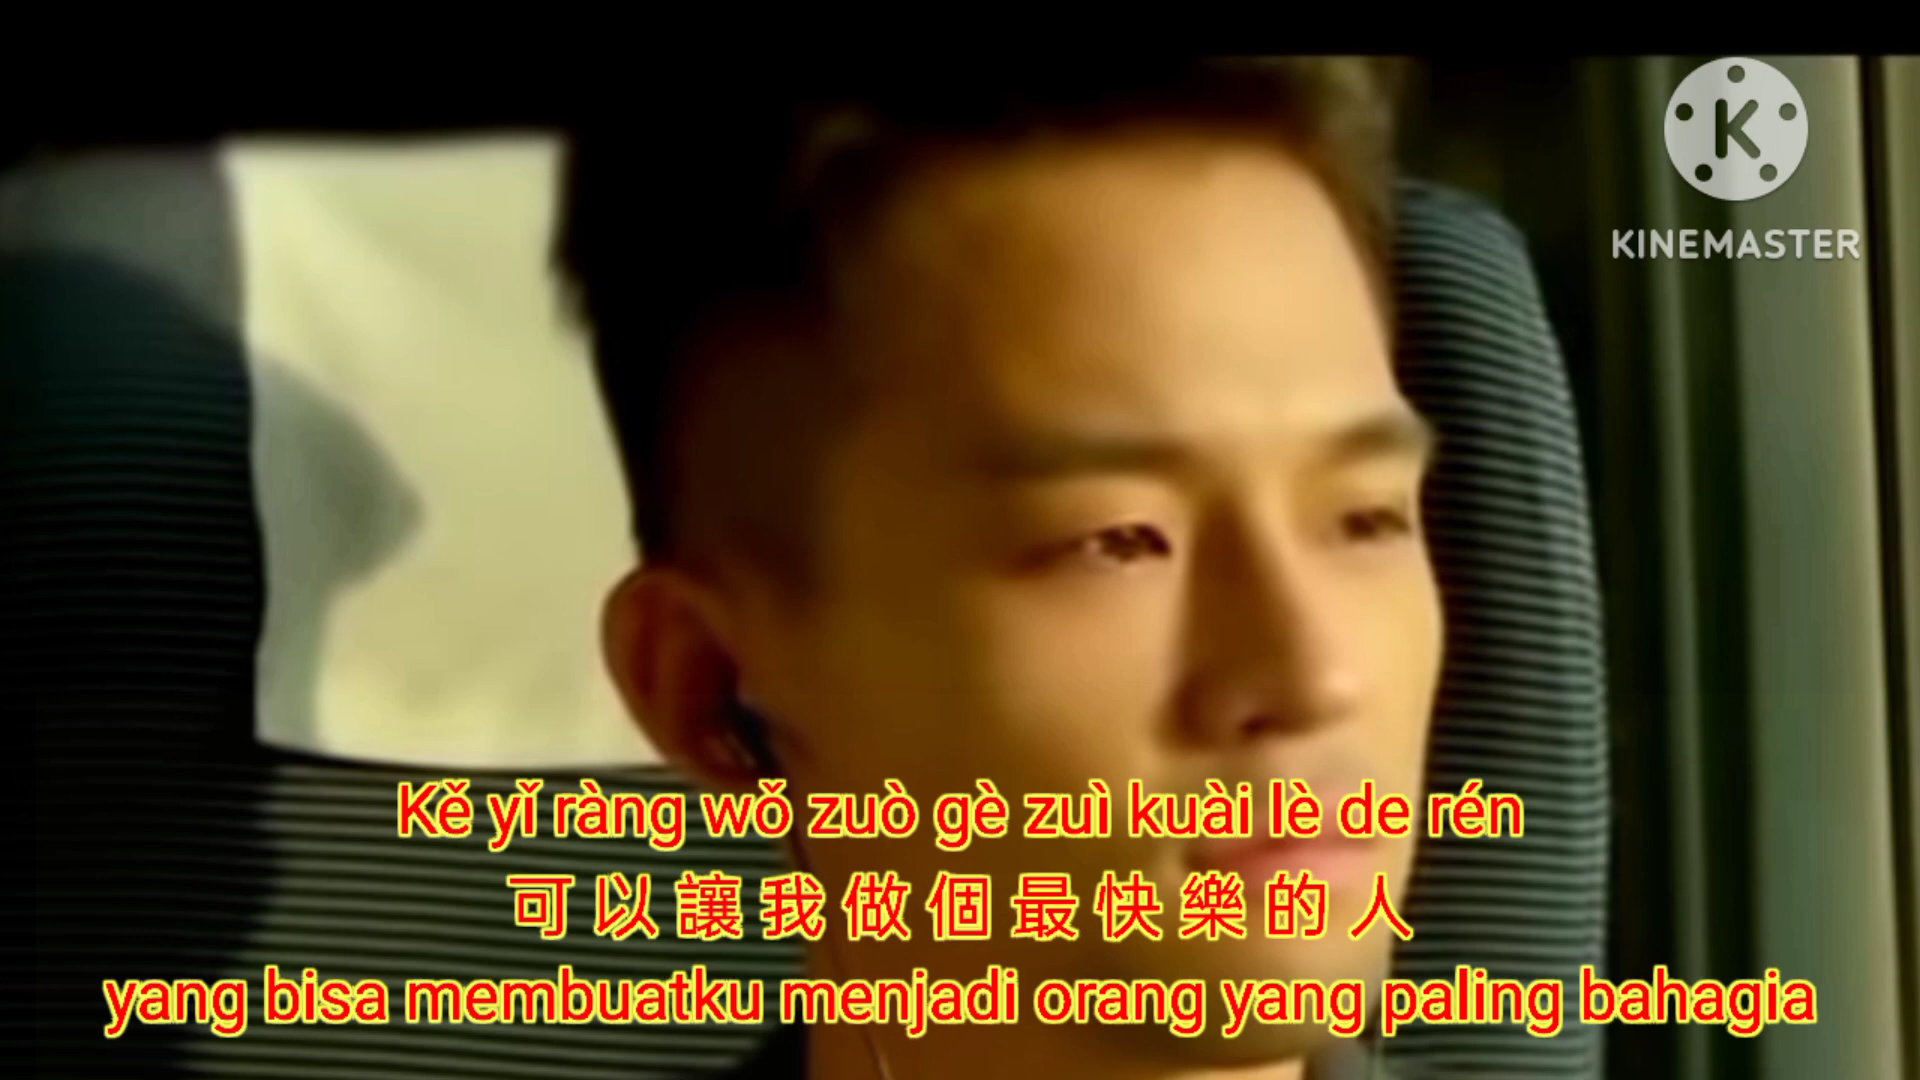 K
KINEMASTER
Kě yǐ ràng wǒ zuò gè zuì kuài lè de rén
可以讓我做個最快樂的人
yang bisa membuatku menjadi orang yang paling bahagia